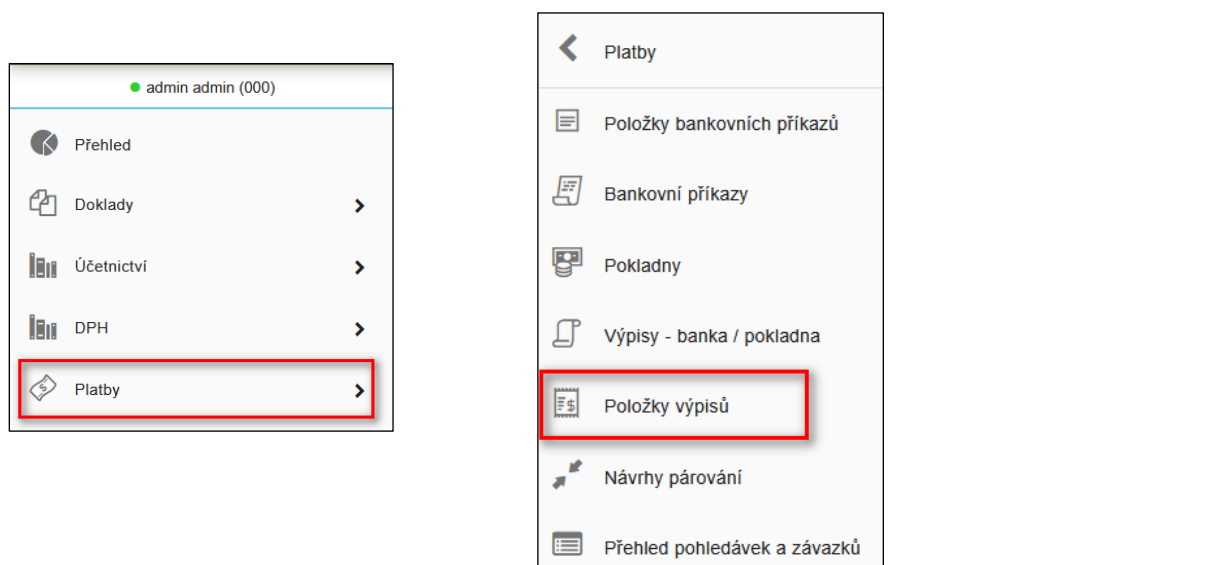 admin admin (000)
Přehled
Doklady
Účetnictví
DPH
Platby
Platby
Položky bankovních příkazů
Bankovní příkazy
Pokladny
Výpisy - banka / pokladna
Položky výpisů
Návrhy párování
Přehled pohledávek a závazků